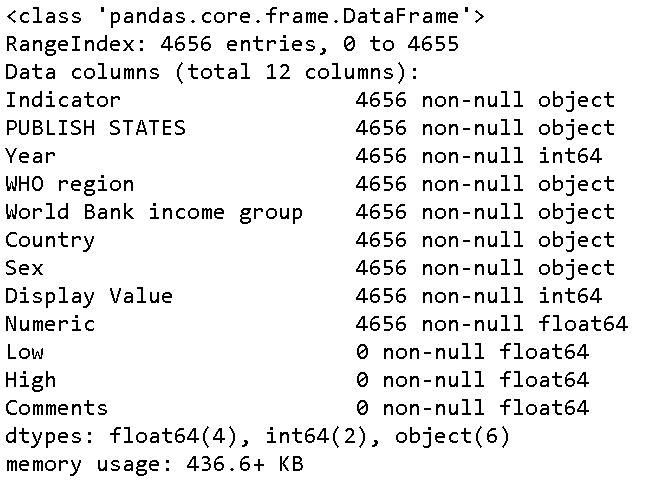 <class 'pandas.core.frame.DataFrame'>
RangeIndex: 4656 entries, 0 to 4655
Data columns (total 12 columns):
Indicator                  4656 non-null object
PUBLISH STATES             4656 non-null object
Year                       4656 non-null int64
WHO region                 4656 non-null object
World Bank income group    4656 non-null object
Country                    4656 non-null object
Sex                        4656 non-null object
Display Value              4656 non-null int64
Numeric                    4656 non-null float64
Low                        0 non-null float64
High                       0 non-null float64
Comments                   0 non-null float64
dtypes: float64(4), int64(2), object(6)
memory usage: 436.6+ KB